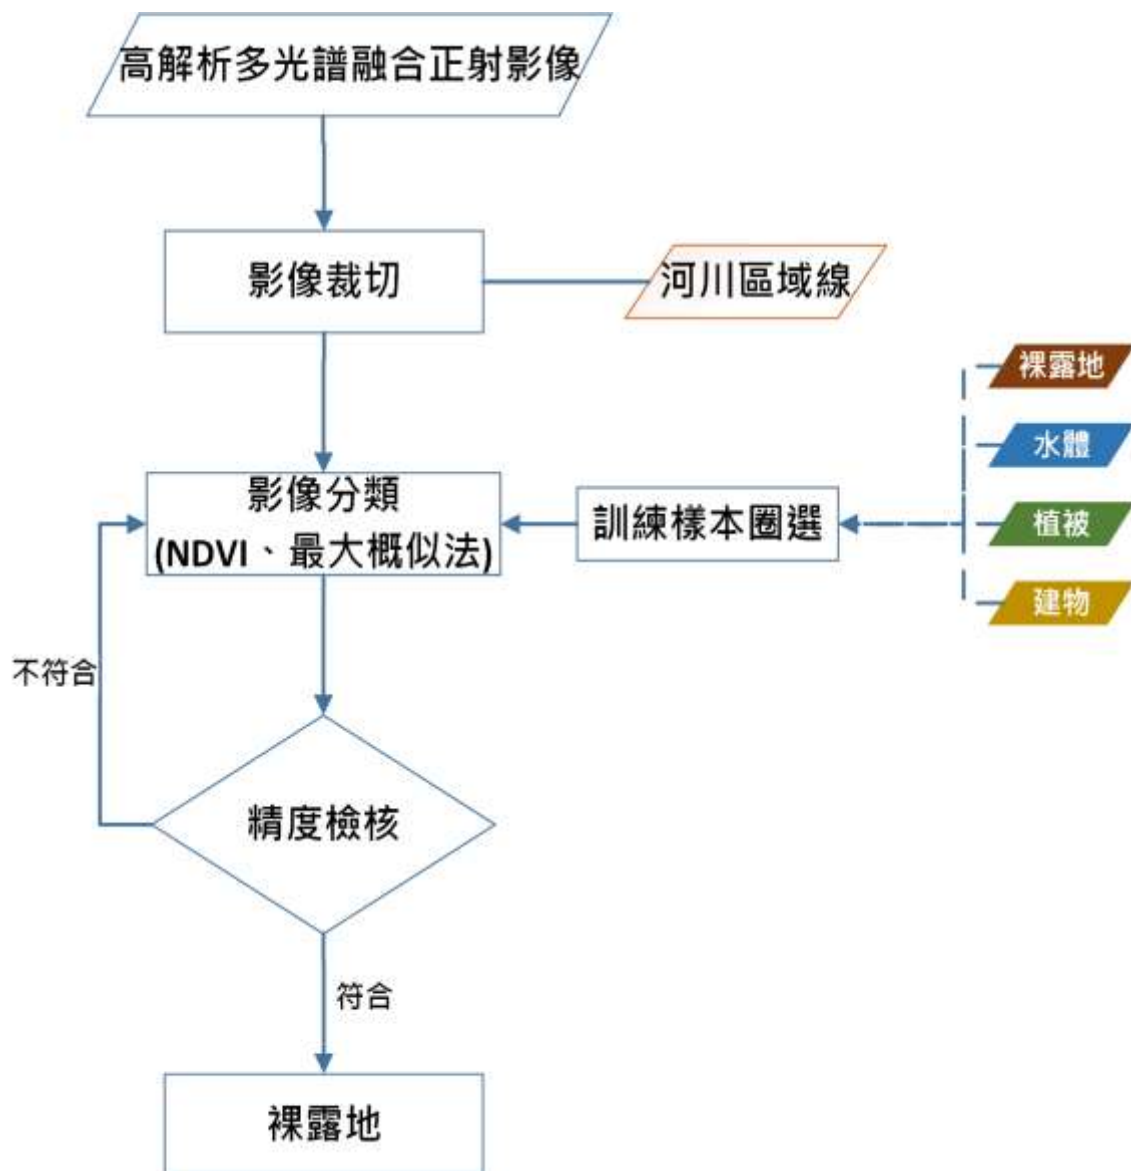 高解析多光譜融合正射影像
影像裁切
河川區域線
裸露地
水體
植被
建物
影像分類
(NDVI、最大概似法)
訓練樣本圈選
不符合
精度檢核
符合
裸露地